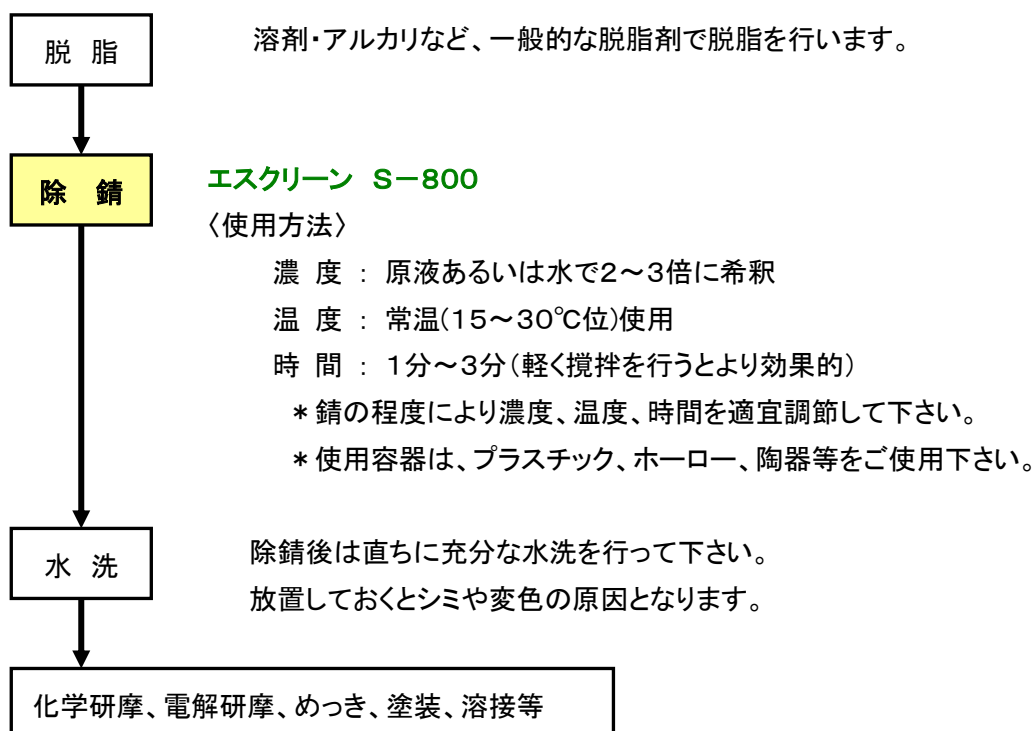 脱 脂
溶剤・アルカリなど、一般的な脱脂剤で脱脂を行います。
除 錆
エスクリーン S－800
〈使用方法〉
濃 度 ： 原液あるいは水で2～3倍に希釈
温 度 ： 常温(15～30℃位)使用
時 間 ： 1分～3分(軽く撹拌を行うとより効果的)
＊錆の程度により濃度、温度、時間を適宜調節して下さい。
＊使用容器は、プラスチック、ホーロー、陶器等をご使用下さい。
水 洗
除錆後は直ちに充分な水洗を行って下さい。
放置しておくとシミや変色の原因となります。
化学研摩、電解研摩、めっき、塗装、溶接等